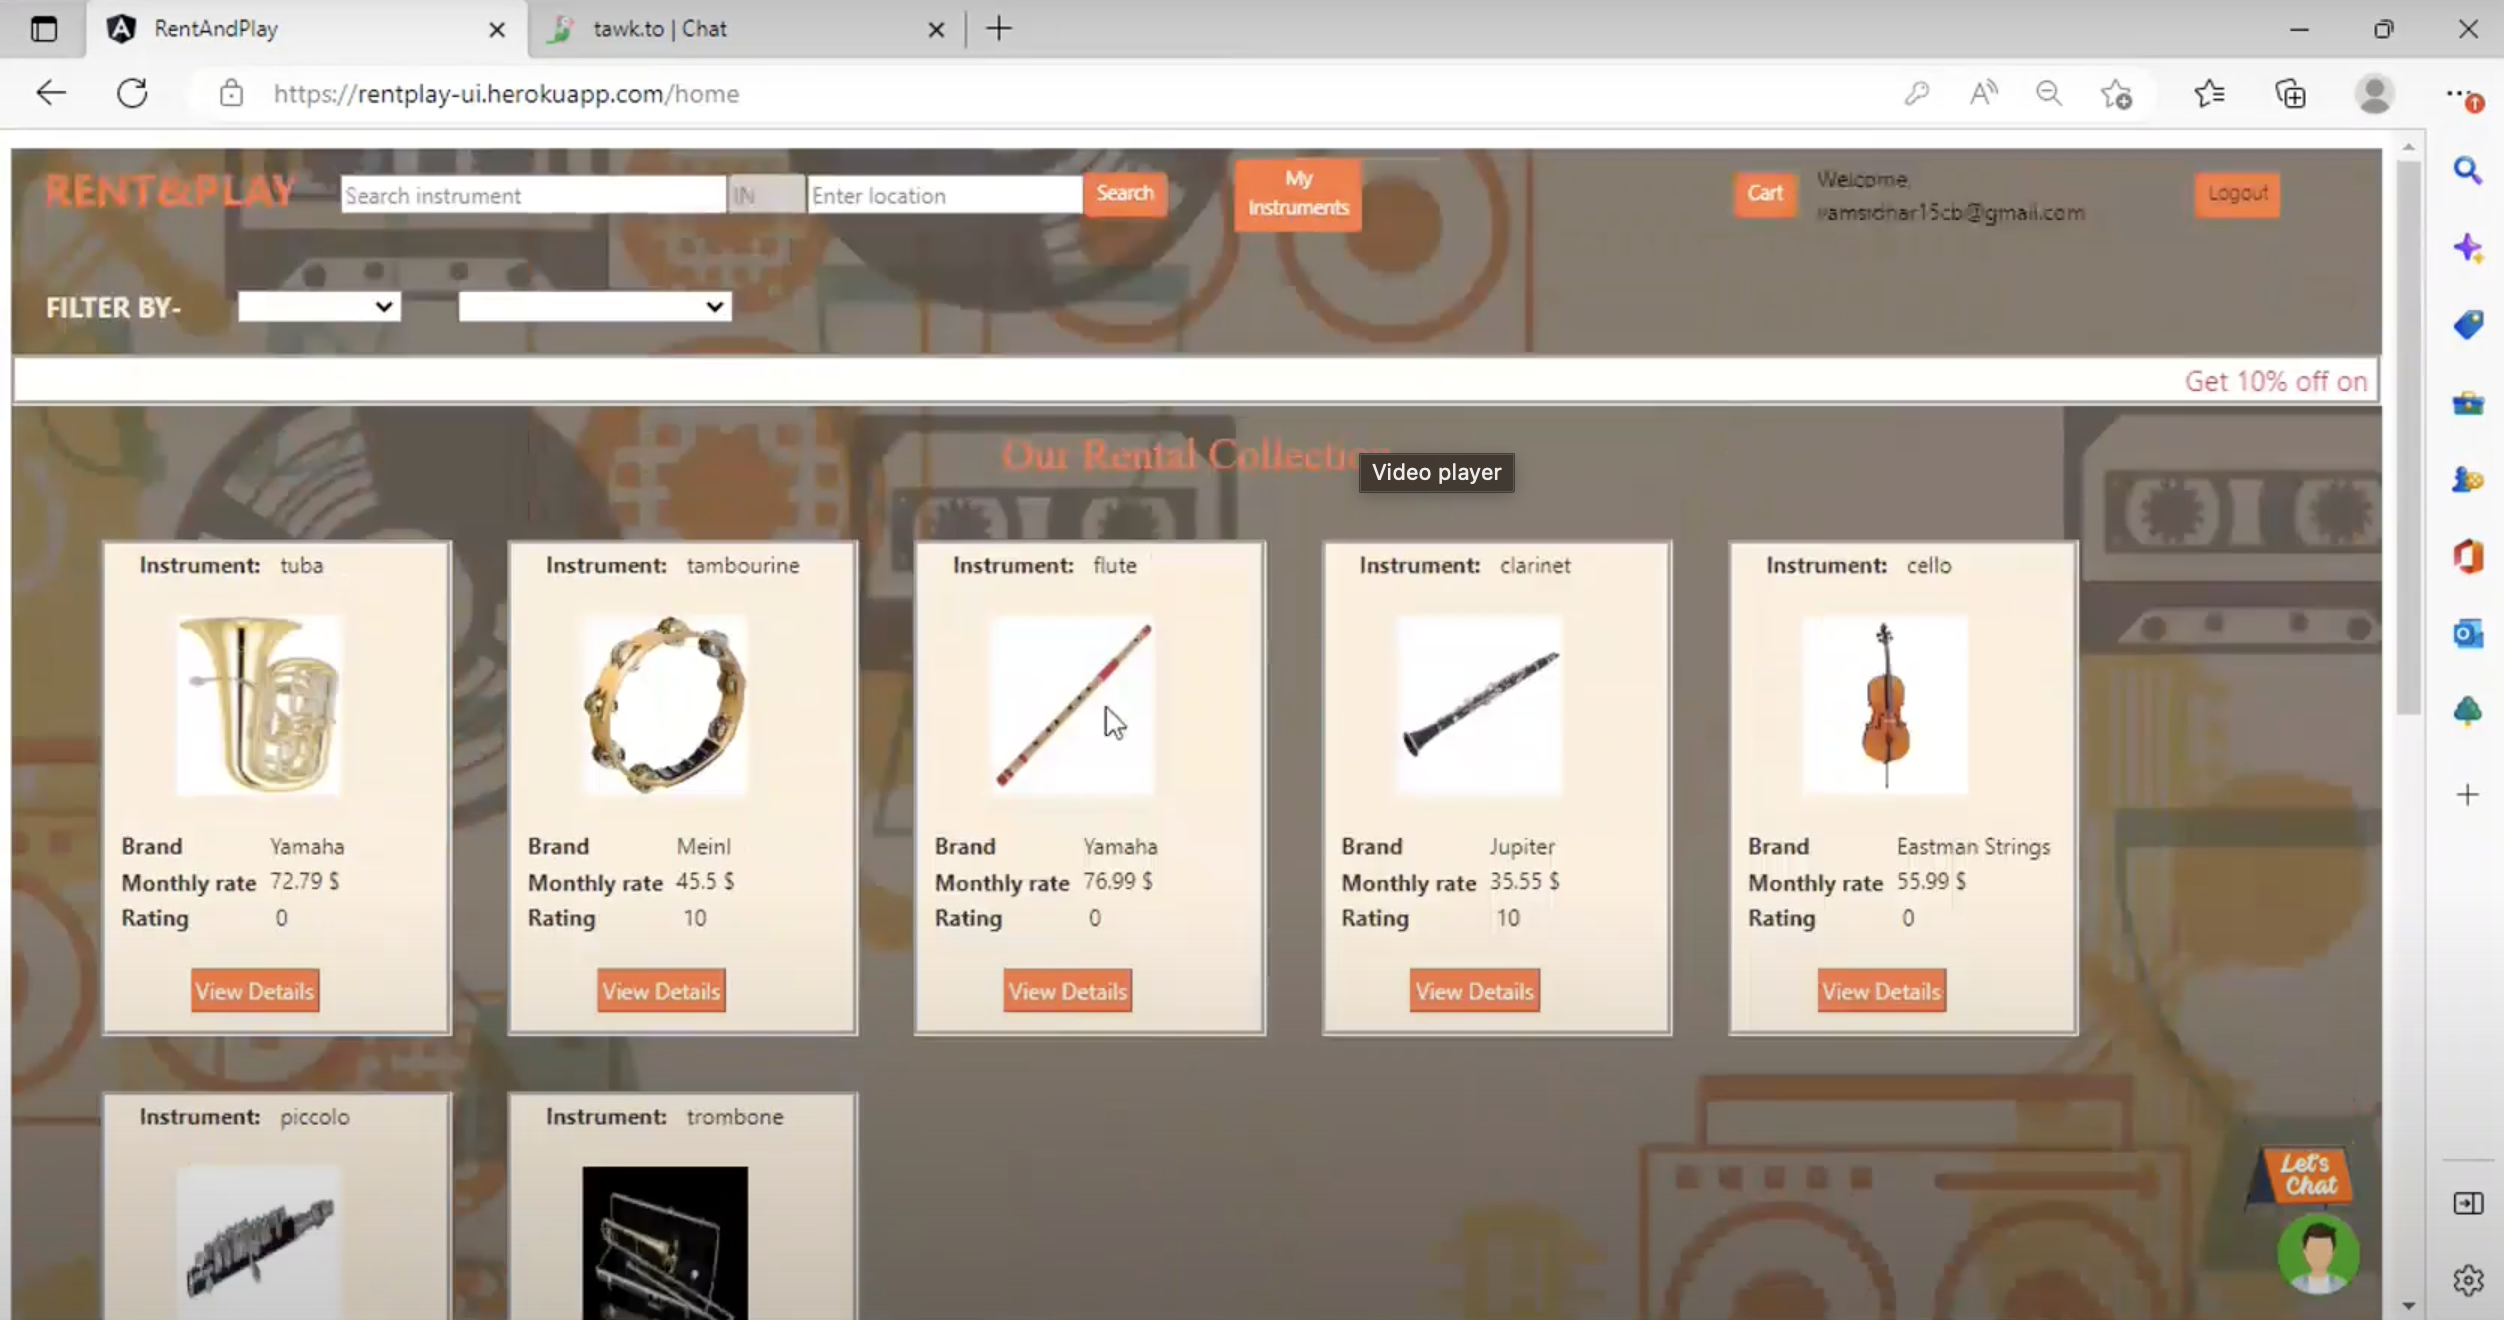 RentAndPlay
tawk.to | Chat
https://rentplay-ui.herokuapp.com/home
RENT&PLAY
Search instrument
IN
Enter location
Search
My
Instruments
Cart
Welcome,
ramsidhar15cb@gmail.com
Logout
FILTER BY-
Get 10% off on
Our Rental Collection
Video player
Instrument: tuba
Instrument: tambourine
Instrument: flute
Instrument: clarinet
Instrument: cello
Brand Yamaha
Monthly rate 72.79 $
Rating 0
View Details
Brand Meinl
Monthly rate 45.5 $
Rating 10
View Details
Brand Yamaha
Monthly rate 76.99 $
Rating 0
View Details
Brand Jupiter
Monthly rate 35.55 $
Rating 10
View Details
Brand Eastman Strings
Monthly rate 55.99 $
Rating 0
View Details
Instrument: piccolo
Instrument: trombone
Let's
Chat